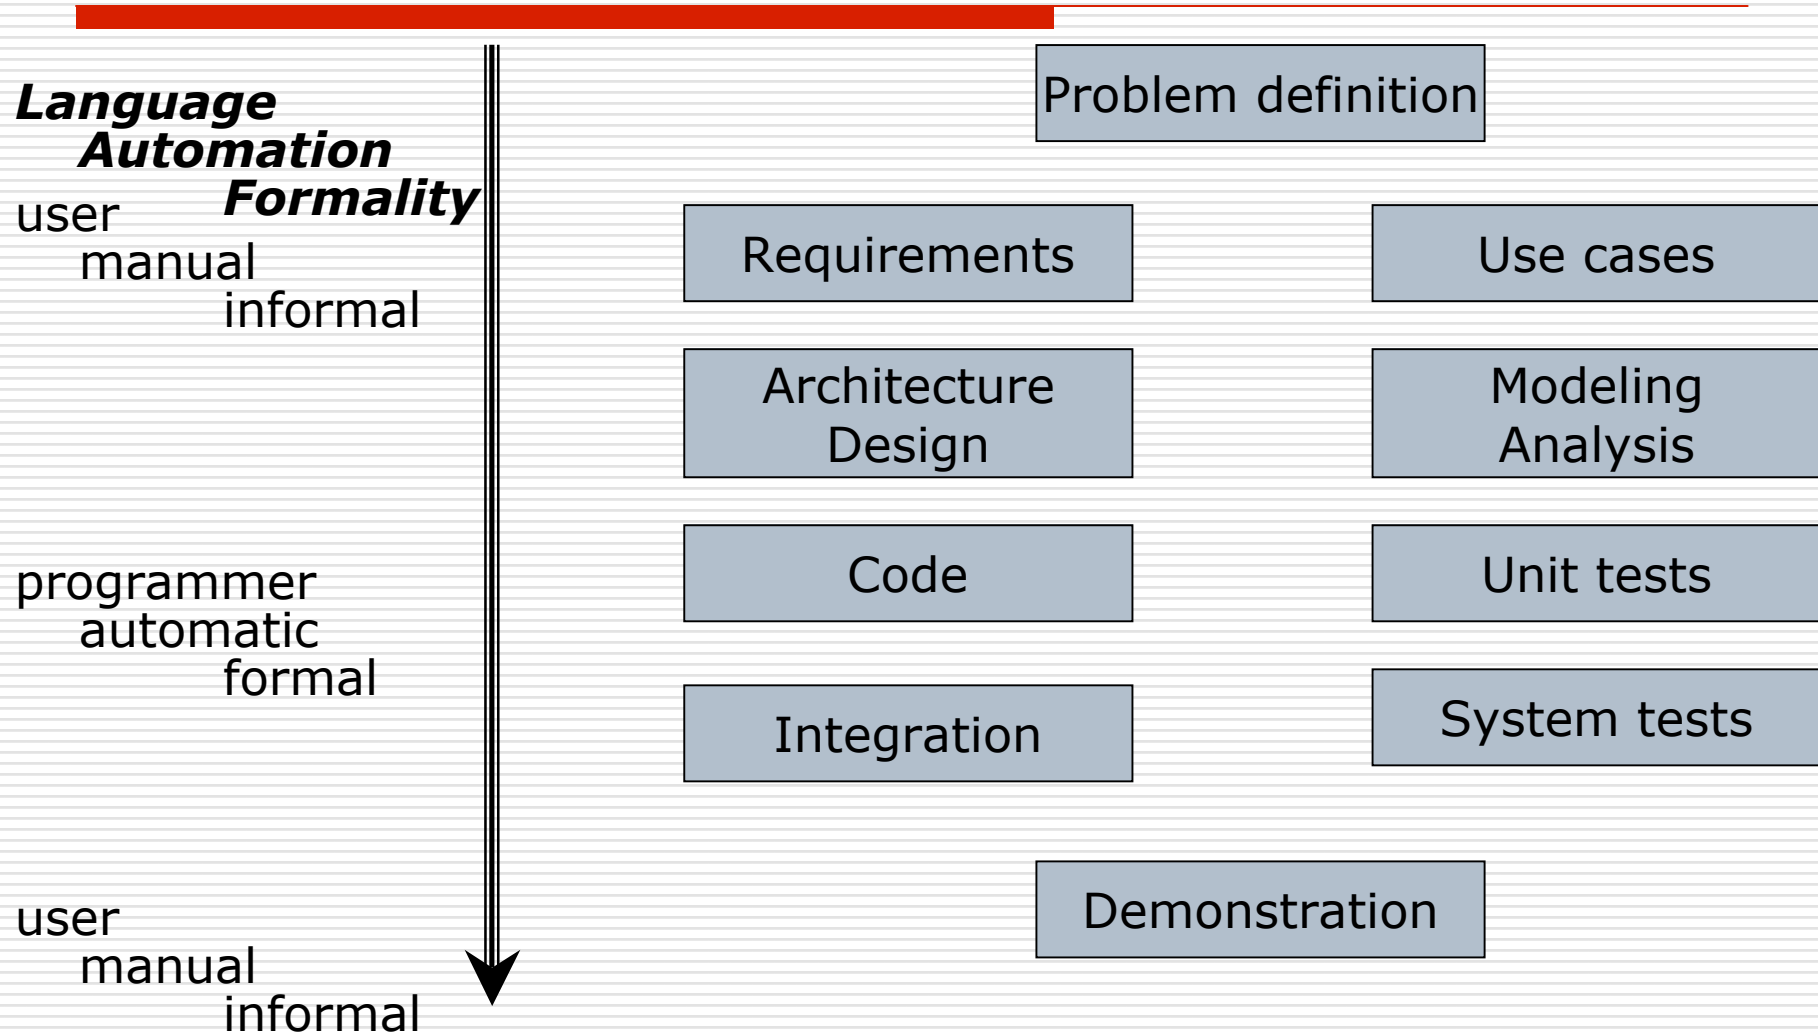 Language
Automation
Formality
user
manual
informal
programmer
automatic
formal
user
manual
informal
Problem definition
Requirements
Use cases
Architecture
Design
Modeling
Analysis
Code
Unit tests
Integration
System tests
Demonstration